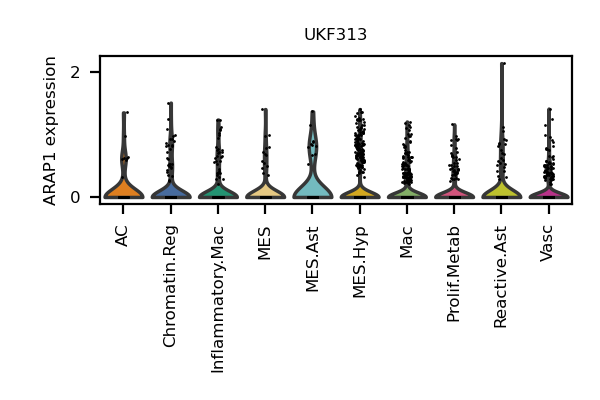 UKF313
ARAP1 expression
2
0
AC
Chromatin.Reg
Inflammatory.Mac
MES
MES.Ast
MES.Hyp
Mac
Prolif.Metab
Reactive.Ast
Vasc